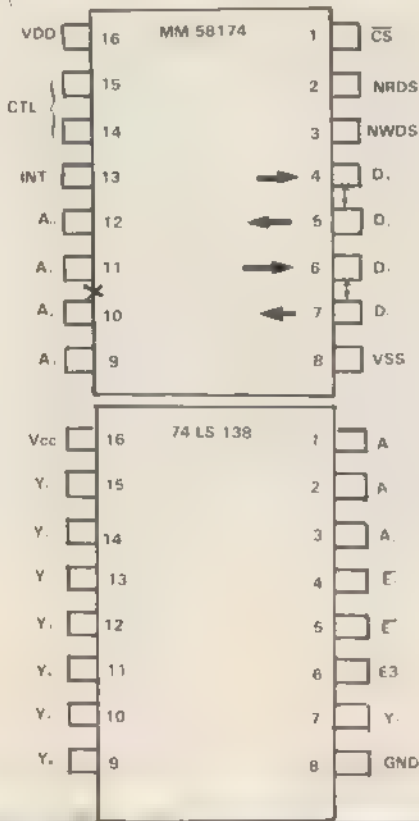 MM 58174
VDD 16 1 CS
15 2 NRDS
CTL
14 3 NWDS
INT 13 4 D.
A. 12 5 D.
A. 11 6 D.
A. 10 7 D.
A. 9 8 VSS
74 LS 138
Vcc 16 1 A
Y. 15 2 A
Y. 14 3 A.
Y 13 4 E
Y. 12 5 E
Y. 11 6 E3
Y. 10 7 Y.
Y. 9 8 GND